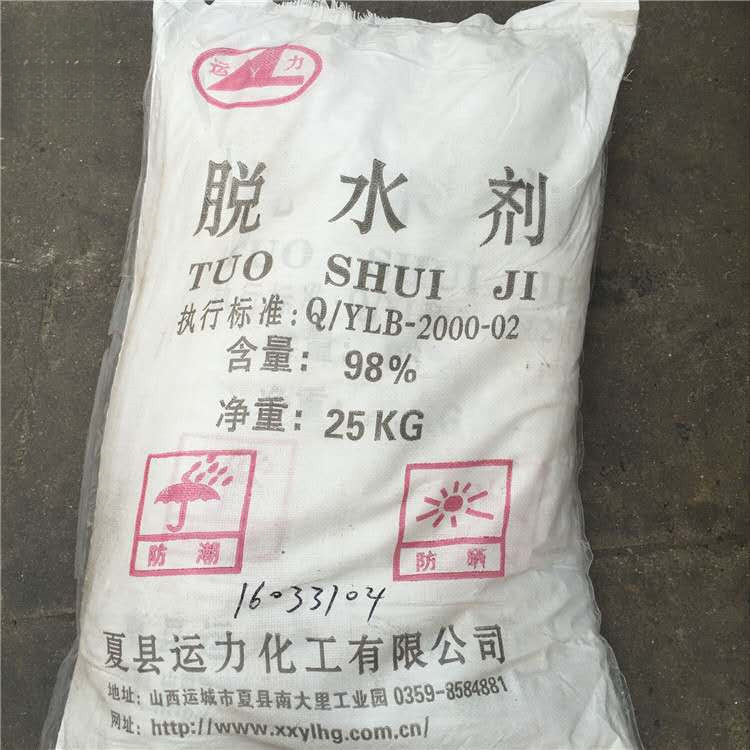 运 Y 力
脱水剂
TUO SHUI JI
执行标准: Q/YLB-2000-02
含量: 98%
净重: 25KG
防潮
防晒
16033104
夏县运力化工有限公司
地址: 山西运城市夏县南大里工业园 0359-8584881
网址: http://www.xxylhg.com.cn/